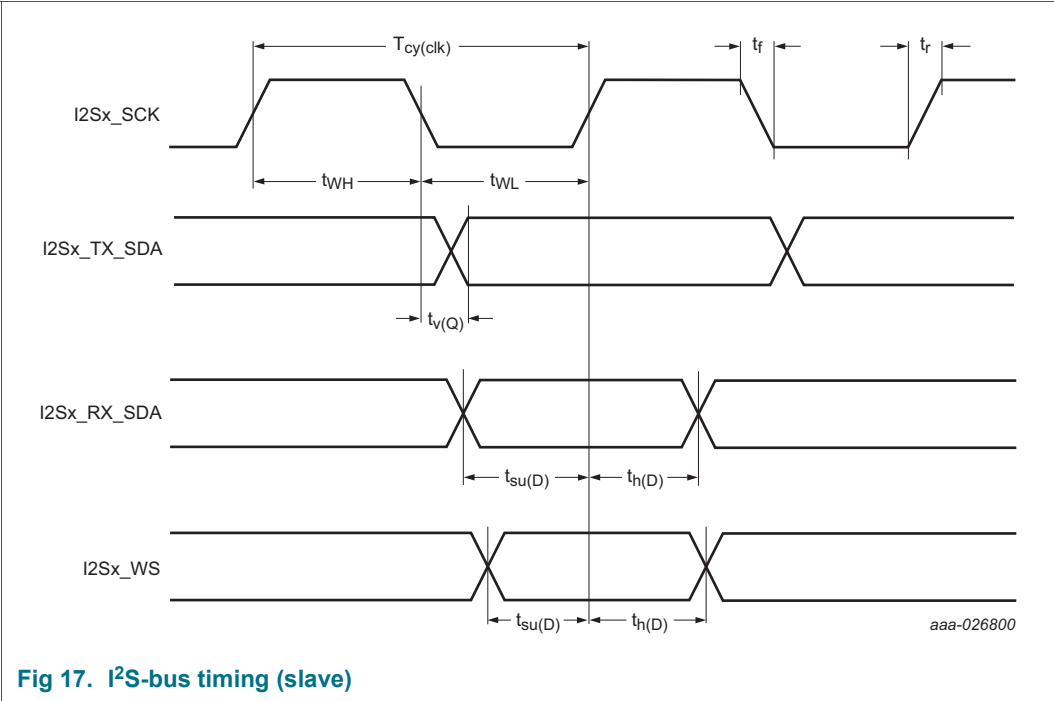 Tcy(clk) tf tr
I2Sx_SCK
tWH tWL
I2Sx_TX_SDA
tv(Q)
I2Sx_RX_SDA
tsu(D) th(D)
I2Sx_WS
tsu(D) th(D)
aaa-026800
Fig 17. I²S-bus timing (slave)